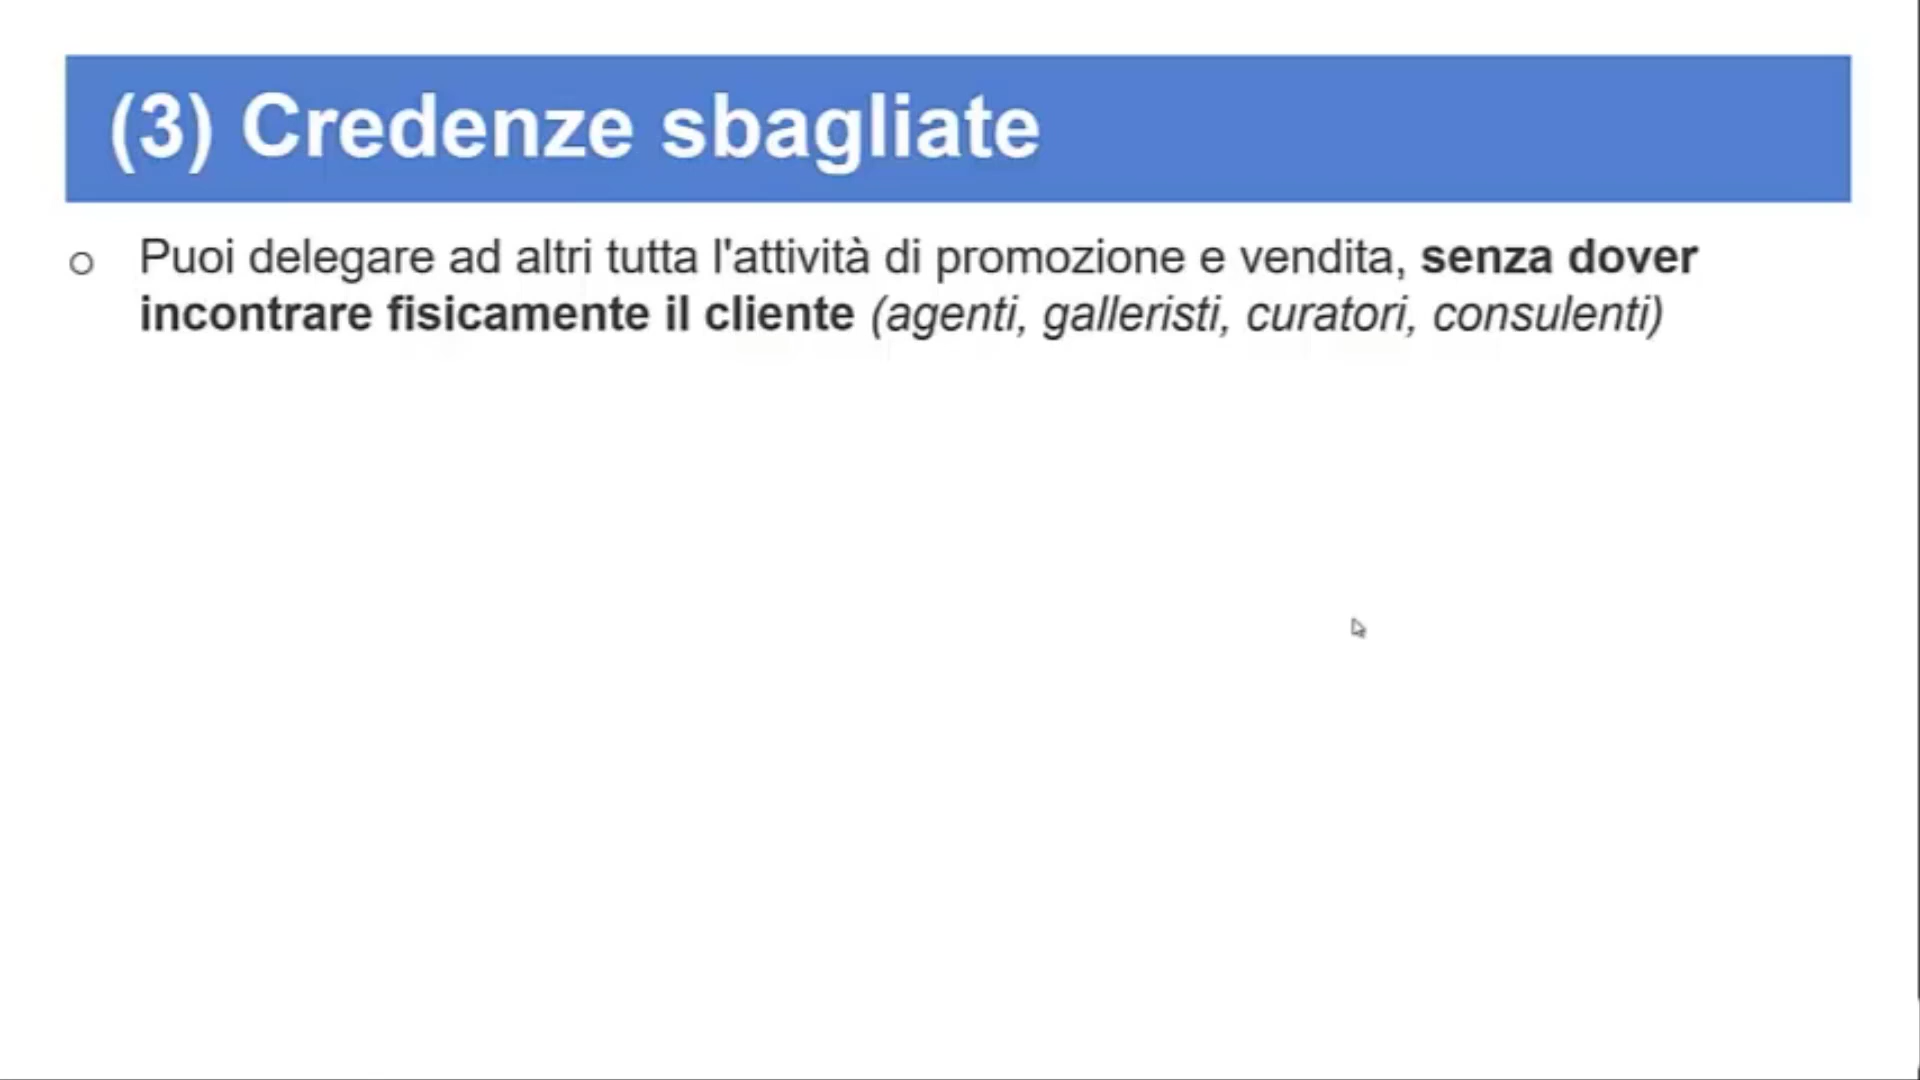 (3) Credenze sbagliate
o Puoi delegare ad altri tutta l'attività di promozione e vendita, senza dover
incontrare fisicamente il cliente (agenti, galleristi, curatori, consulenti)